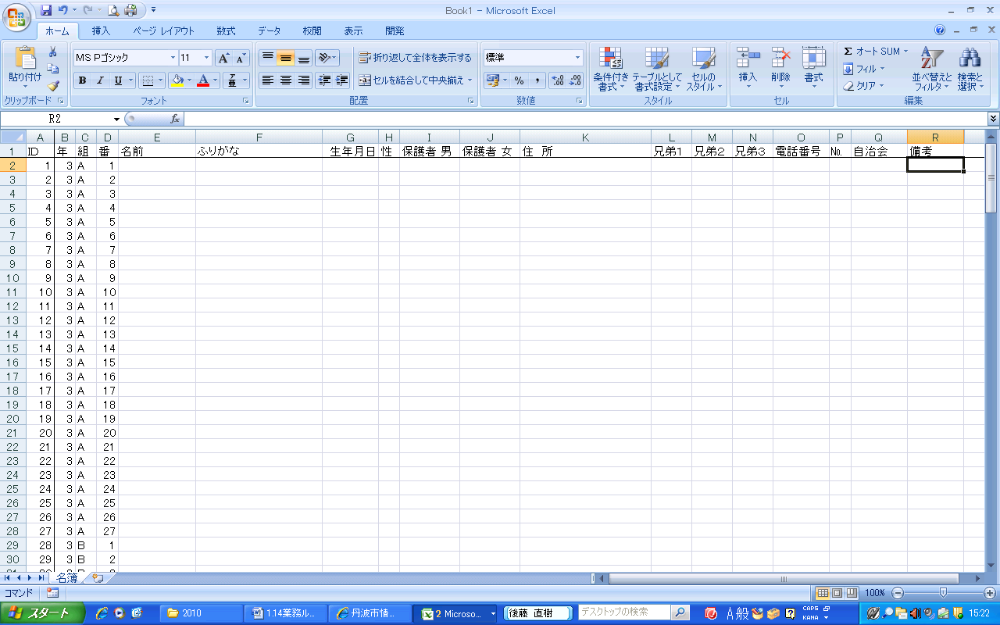 Book1 - Microsoft Excel
ホーム 挿入 ページ レイアウト 数式 データ 校閲 表示 開発
貼り付け
クリップボード
MS Pゴシック 11
B I U
フォント
折り返して全体を表示する
セルを結合して中央揃え
配置
標準
%
数値
条件付き書式
テーブルとして書式設定
セルのスタイル
スタイル
挿入 削除 書式
セル
Σ オート SUM
フィル
クリア
並べ替えとフィルタ
検索と選択
編集
R2 fx
A B C D E F G H I J K L M N O P Q R
1 ID 年 組 番 名前 ふりがな 生年月日 性 保護者 男 保護者 女 住 所 兄弟1 兄弟2 兄弟3 電話番号 № 自治会 備考
2 1 3 A 1
3 2 3 A 2
4 3 3 A 3
5 4 3 A 4
6 5 3 A 5
7 6 3 A 6
8 7 3 A 7
9 8 3 A 8
10 9 3 A 9
11 10 3 A 10
12 11 3 A 11
13 12 3 A 12
14 13 3 A 13
15 14 3 A 14
16 15 3 A 15
17 16 3 A 16
18 17 3 A 17
19 18 3 A 18
20 19 3 A 19
21 20 3 A 20
22 21 3 A 21
23 22 3 A 22
24 23 3 A 23
25 24 3 A 24
26 25 3 A 25
27 26 3 A 26
28 27 3 A 27
29 28 3 B 1
30 29 3 B 2
名簿
コマンド 100%
スタート 2010 1.14業務ル... 丹波市情... 2 Microso... 後藤 直樹 デスクトップの検索 A 般 CAPS KANA 15:22